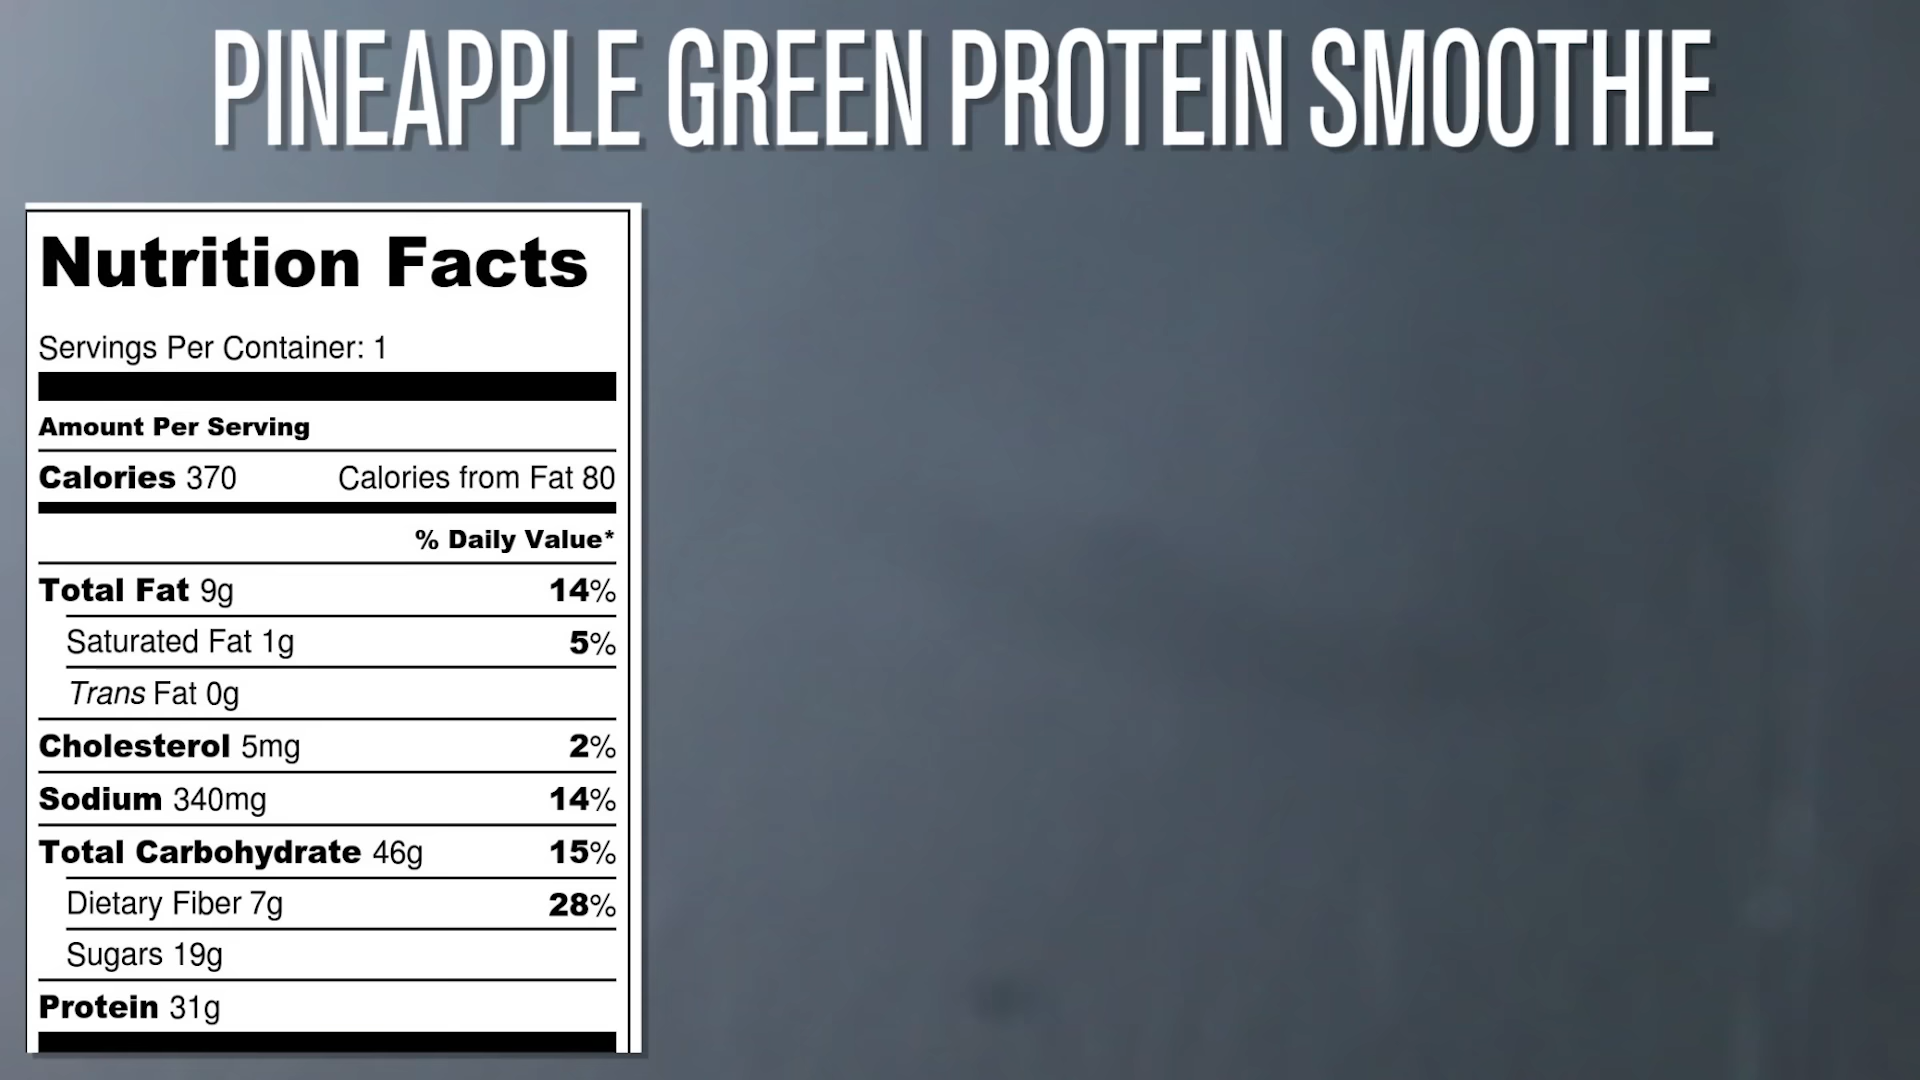 PINEAPPLE GREEN PROTEIN SMOOTHIE
Nutrition Facts
Servings Per Container: 1
Amount Per Serving
Calories 370 Calories from Fat 80
% Daily Value*
Total Fat 9g 14%
Saturated Fat 1g 5%
Trans Fat 0g
Cholesterol 5mg 2%
Sodium 340mg 14%
Total Carbohydrate 46g 15%
Dietary Fiber 7g 28%
Sugars 19g
Protein 31g